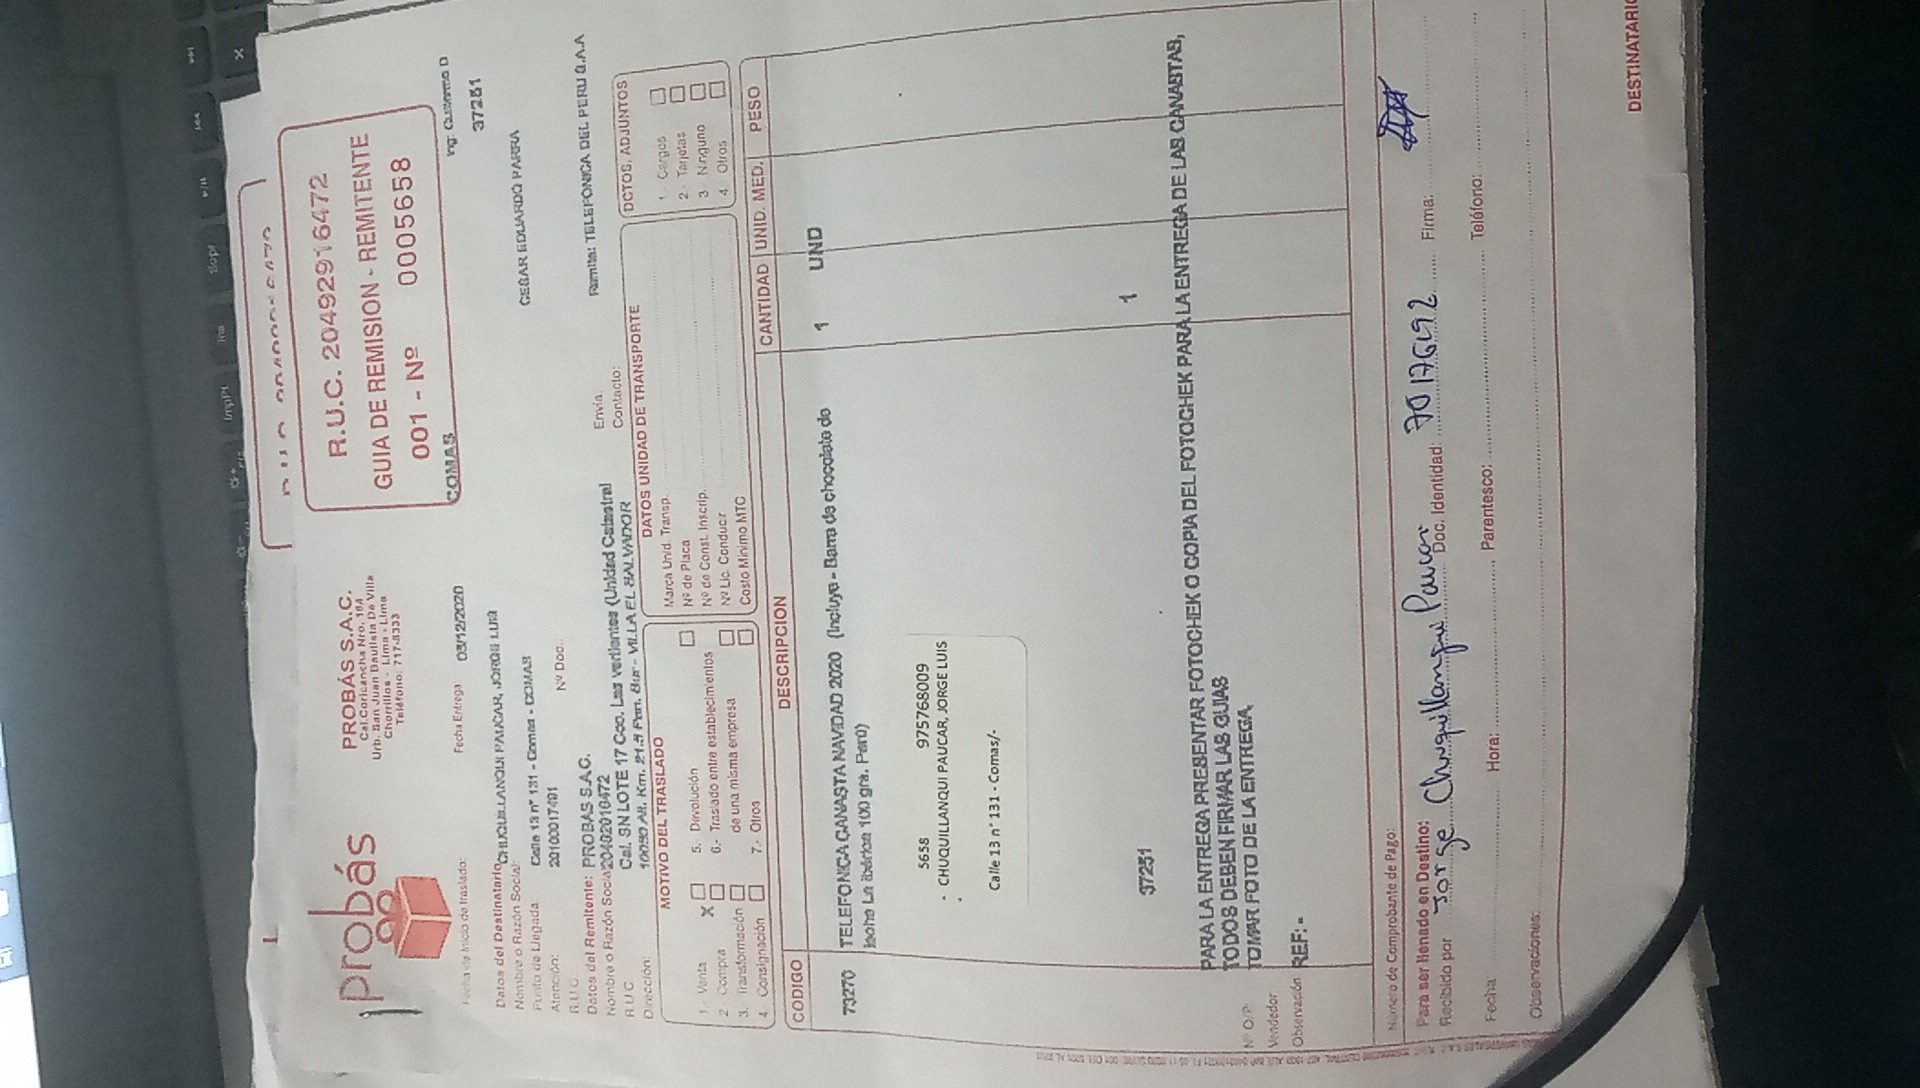 probás
PROBÁS S.A.C.
Cal.Coricancha Nro. 164
Urb. San Juan Bautista De Villa
Chorrillos - Lima - Lima
Teléfono: 717-8333
R.U.C. 20492916472
GUIA DE REMISION - REMITENTE
001 - Nº 0005658
COMAS
Fecha de Inicio de traslado:
Fecha Entrega 03/12/2020
37251
Datos del Destinatario
Nombre o Razón Social: CHUQUILLANQUI PAUCAR, JORGE LUIS
Punto de Llegada Calle 13 n° 131 - Comas - COMAS
CESAR EDUARDO PARRA
Atención: 20100017491
Nº Doc.:
R.U.C.
Datos del Remitente: PROBAS S.A.C.
Envía:
Remite: TELEFONICA DEL PERU S.A.A
Nombre o Razón Social 20492916472
R.U.C Cal. SN LOTE 17 Coo. Las vertientes (Unidad Catastral
Contacto:
Dirección: 10090 Alt. Km. 21.5 Pan. Sur - VILLA EL SALVADOR
MOTIVO DEL TRASLADO
1.- Venta X
2.- Compra
3.- Transformación
4.- Consignación
5.- Devolución
6.- Traslado entre establecimientos
de una misma empresa
7.- Otros
DATOS UNIDAD DE TRANSPORTE
Marca Unid. Transp.
Nº de Placa
Nº de Const. Inscrip.
Nº Lic. Conducir
Costo Mínimo MTC
DCTOS. ADJUNTOS
1.- Cargos
2.- Tarjetas
3.- Ninguno
4.- Otros
CODIGO DESCRIPCION CANTIDAD UNID. MED. PESO
73270 TELEFONICA CANASTA NAVIDAD 2020 (Incluye - Barra de chocolate de 1 UND
leche La Ibérica 100 grs. Perú)
5658 975768009
CHUQUILLANQUI PAUCAR, JORGE LUIS
Calle 13 n° 131 - Comas/-
37251 1
PARA LA ENTREGA PRESENTAR FOTOCHEK O COPIA DEL FOTOCHEK PARA LA ENTREGA DE LAS CANASTAS,
TODOS DEBEN FIRMAR LAS GUIAS
Nº O/P TOMAR FOTO DE LA ENTREGA
Vendedor
Observación REF: -
Número de Comprobante de Pago:
Para ser llenado en Destino:
Recibido por Jorge Chuquillanqui Paucar Doc. Identidad: 70176492 Firma:
Fecha Hora: Parentesco: Teléfono:
Observaciones:
DESTINATARIO